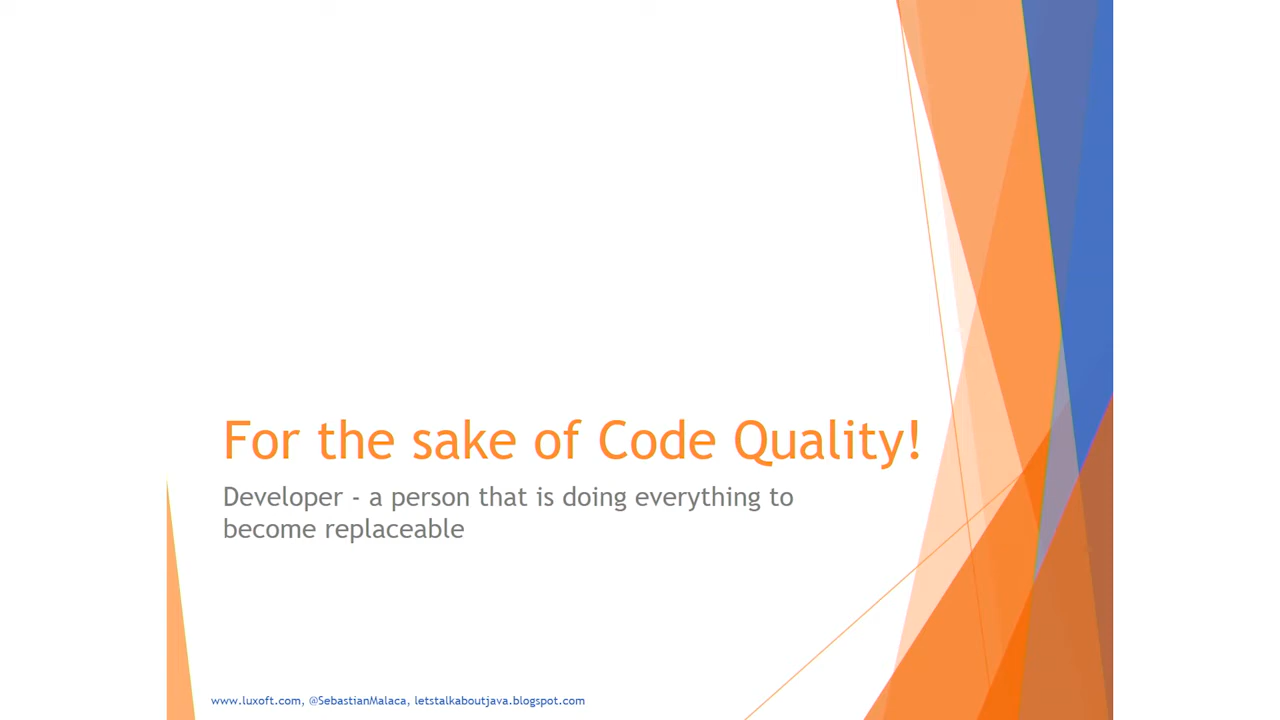 For the sake of Code Quality!
Developer - a person that is doing everything to
become replaceable
www.luxoft.com, @SebastianMalaca, letstalkaboutjava.blogspot.com